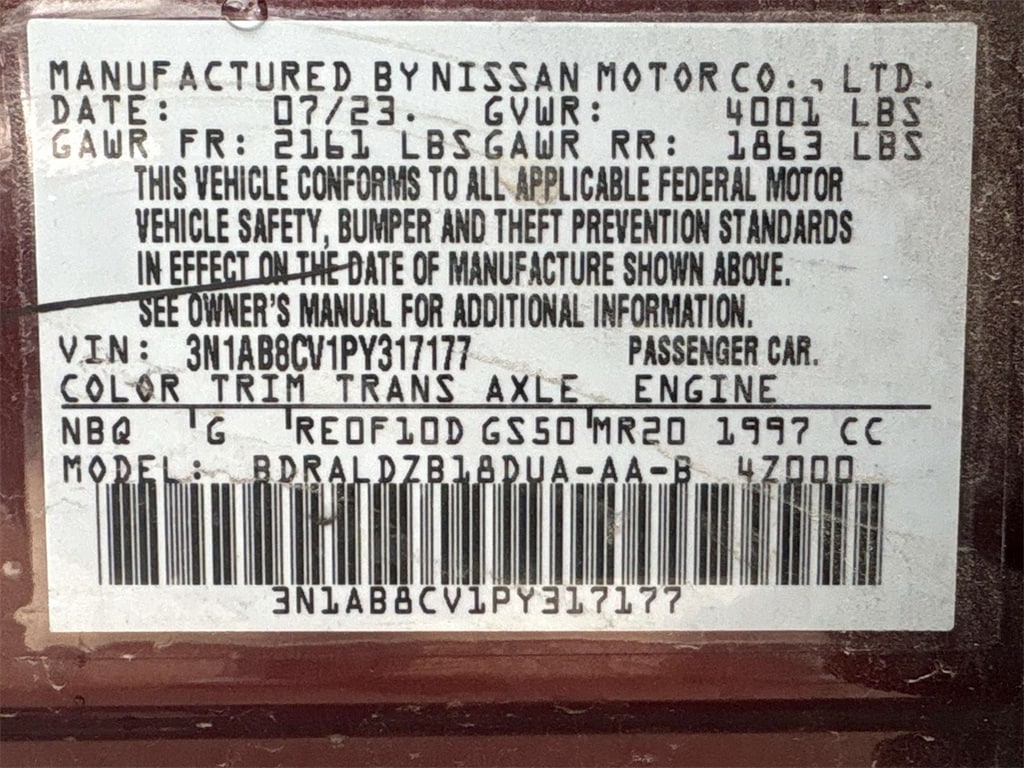 MANUFACTURED BY NISSAN MOTOR CO., LTD.
DATE: 07/23. GVWR: 4001 LBS
GAWR FR: 2161 LBS GAWR RR: 1863 LBS
THIS VEHICLE CONFORMS TO ALL APPLICABLE FEDERAL MOTOR
VEHICLE SAFETY, BUMPER AND THEFT PREVENTION STANDARDS
IN EFFECT ON THE DATE OF MANUFACTURE SHOWN ABOVE.
SEE OWNER'S MANUAL FOR ADDITIONAL INFORMATION.
VIN: 3N1AB8CV1PY317177 PASSENGER CAR.
COLOR TRIM TRANS AXLE ENGINE
NBQ G RE0F10D GS50 MR20 1997 CC
MODEL: BDRALDZB18DUA-AA-B 4Z000
3N1AB8CV1PY317177